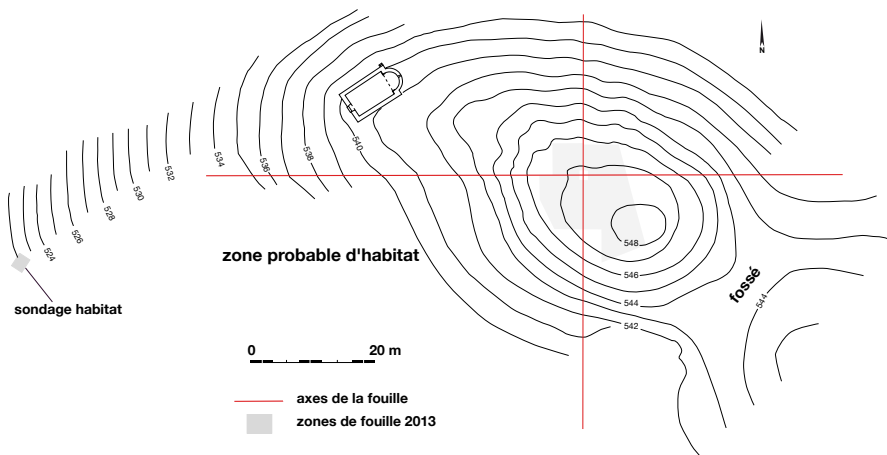 N
540
538
536
534
532
530
528
526
524
zone probable d'habitat
sondage habitat
548
546
544
542
fossé
544
0 20 m
axes de la fouille
zones de fouille 2013